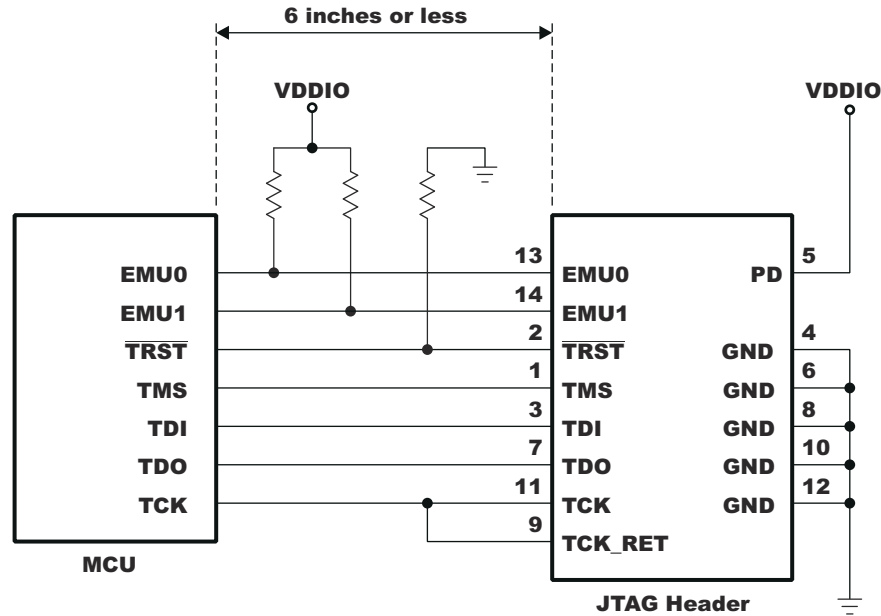 6 inches or less
VDDIO
VDDIO
13
EMU0
EMU0
5
PD
14
EMU1
EMU1
2
TRST
TRST
4
GND
1
TMS
TMS
6
GND
3
TDI
TDI
8
GND
7
TDO
TDO
10
GND
11
TCK
TCK
12
GND
9
TCK_RET
MCU
JTAG Header